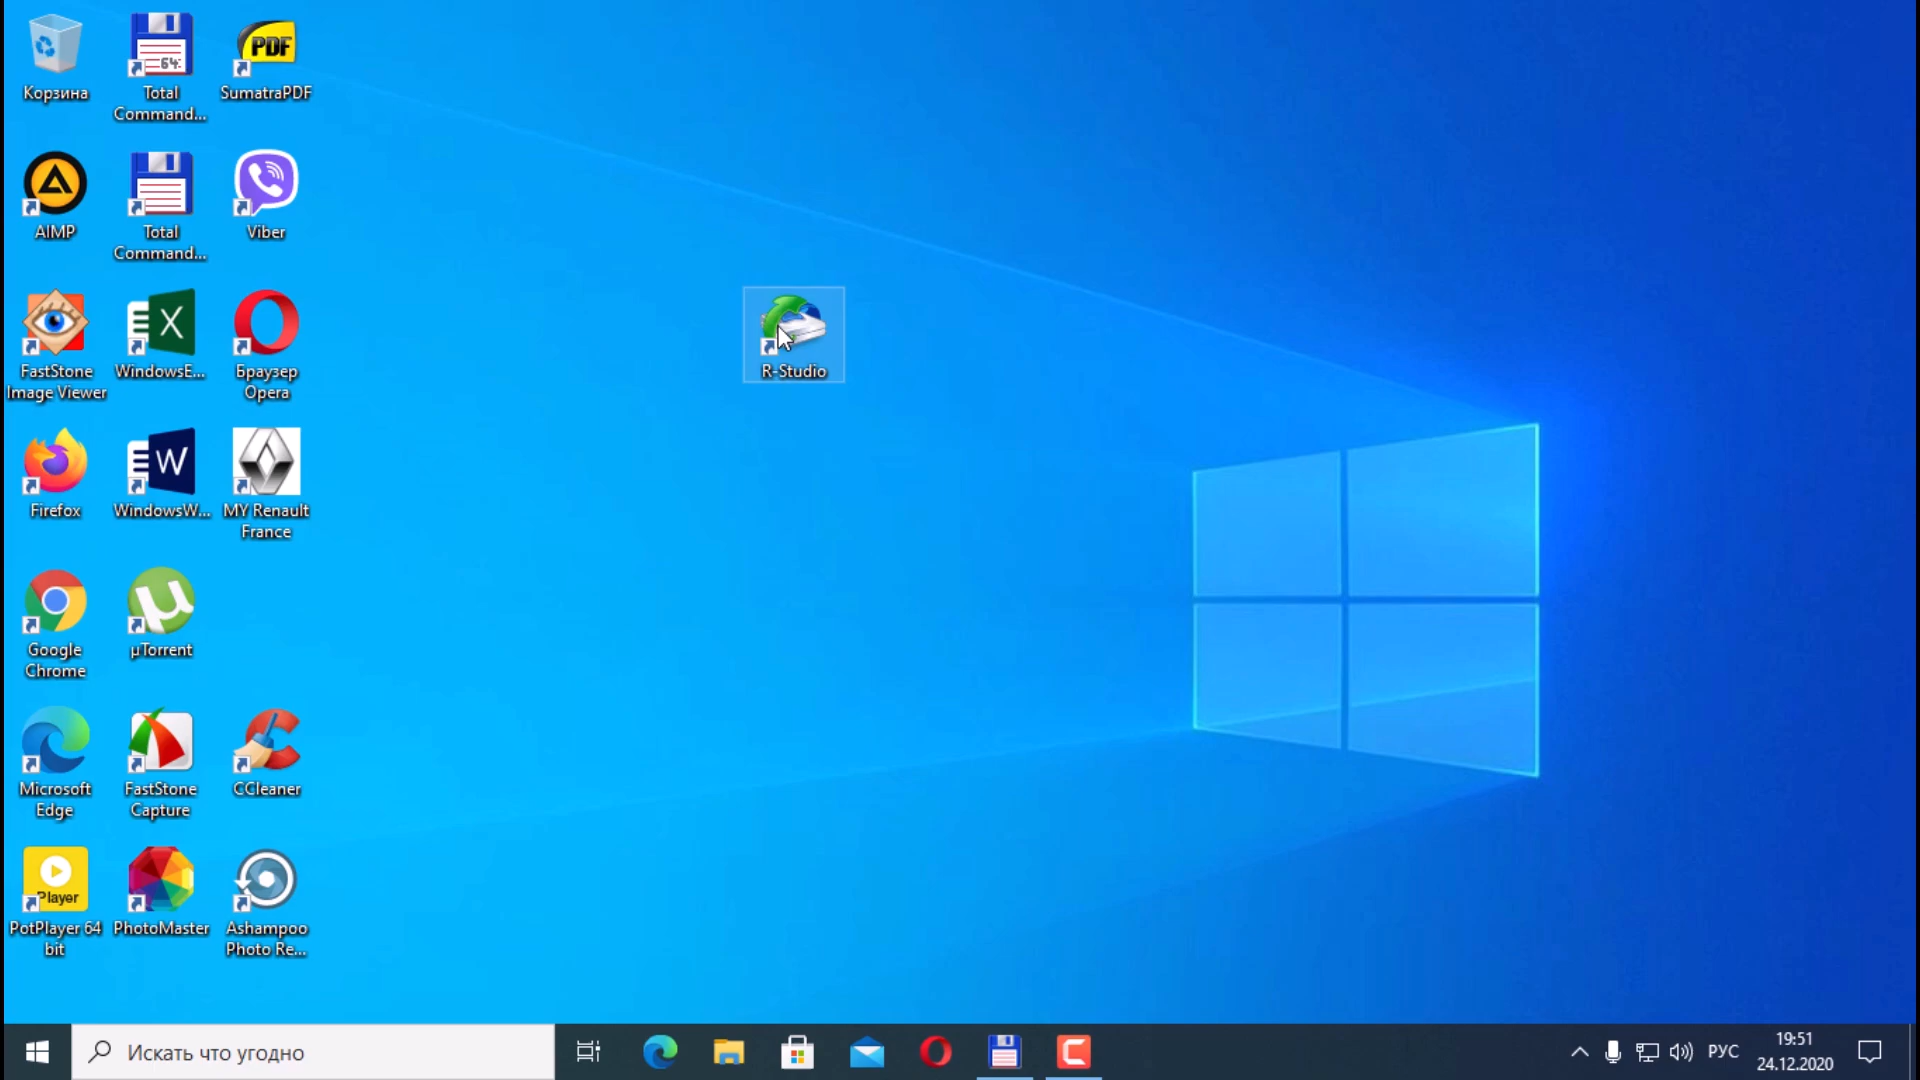 Корзина
Total
Command...
64
PDF
SumatraPDF
AIMP
Total
Command...
Viber
FastStone
Image Viewer
X
WindowsE...
Браузер
Opera
R-Studio
Firefox
W
WindowsW...
MY Renault
France
Google
Chrome
µ
µTorrent
Microsoft
Edge
FastStone
Capture
CCleaner
Player
PotPlayer 64
bit
PhotoMaster
Ashampoo
Photo Re...
Искать что угодно
РУС
19:51
24.12.2020